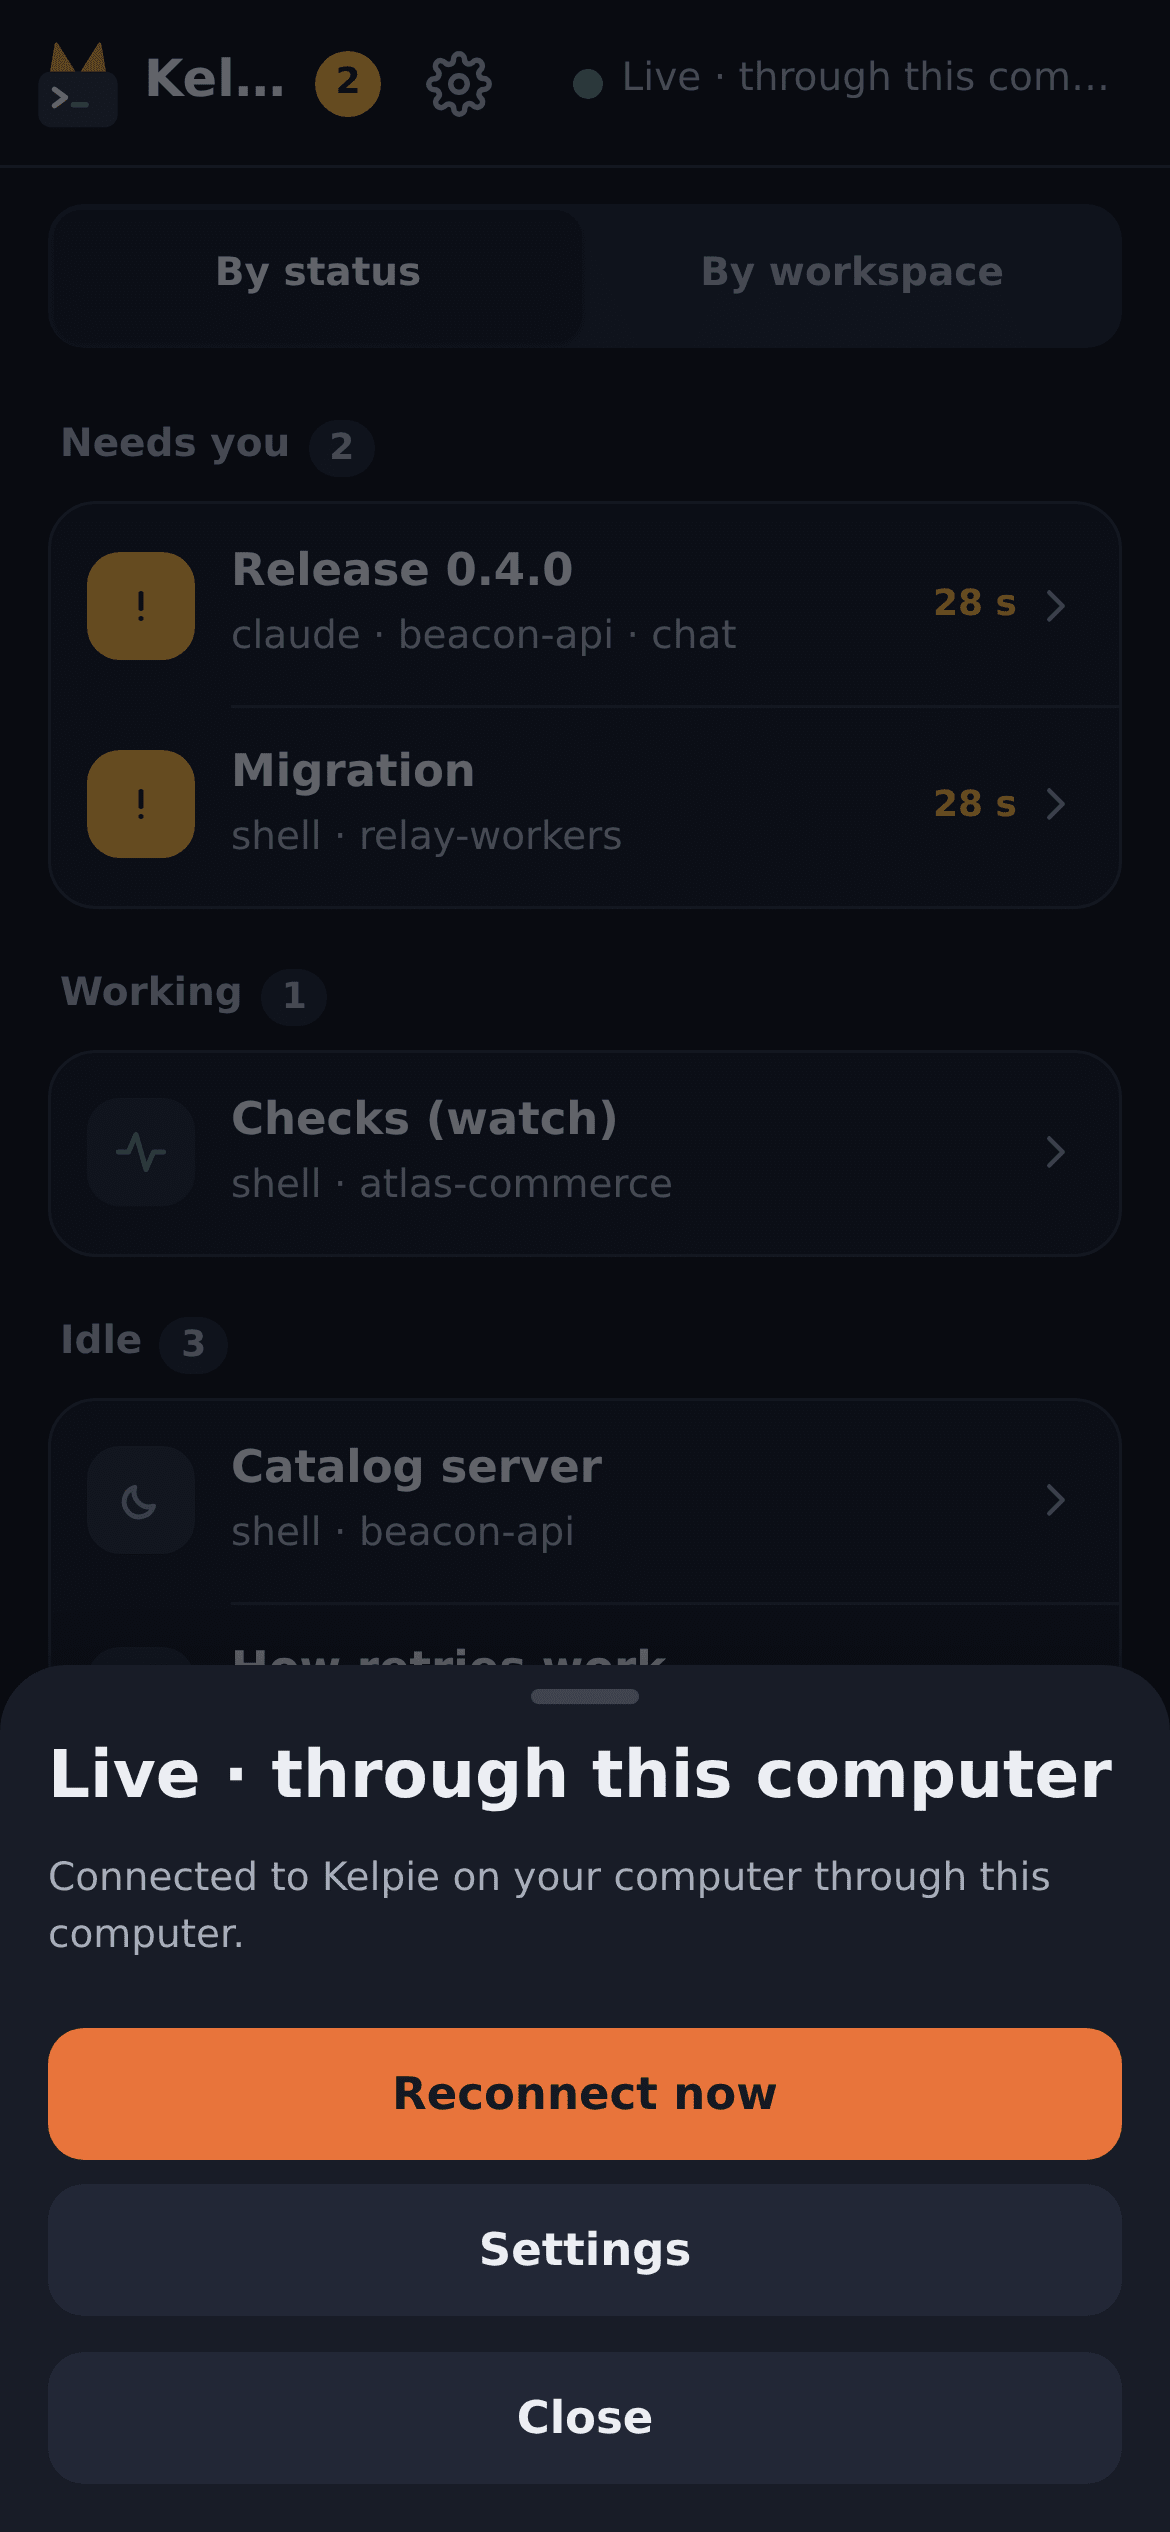 Kel… 2 Live · through this com…
By status By workspace
Needs you 2
Release 0.4.0
claude · beacon-api · chat
28 s
Migration
shell · relay-workers
28 s
Working 1
Checks (watch)
shell · atlas-commerce
Idle 3
Catalog server
shell · beacon-api
How retries work
Live · through this computer
Connected to Kelpie on your computer through this
computer.
Reconnect now
Settings
Close